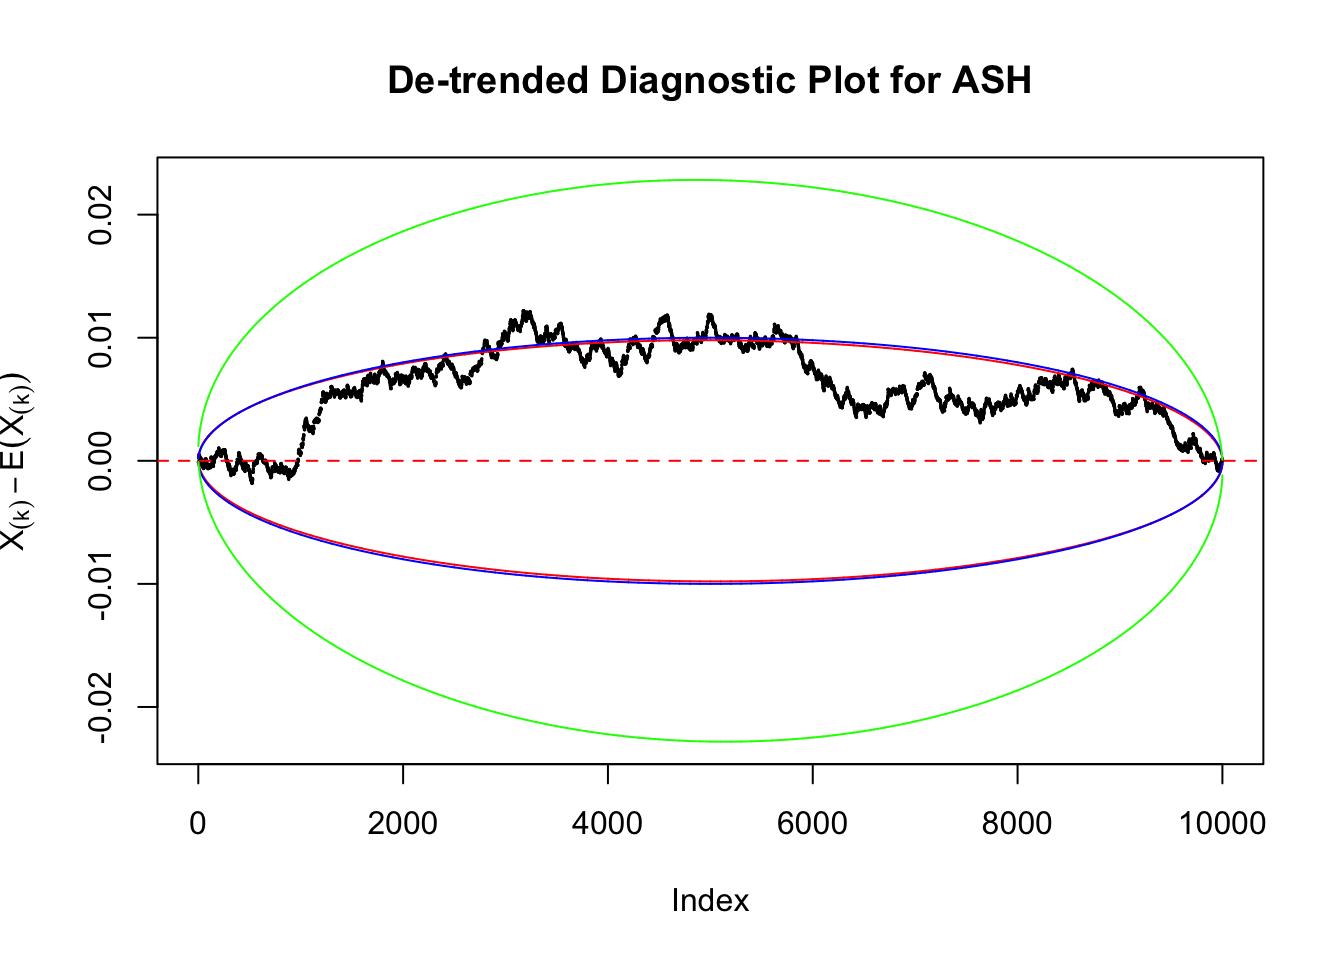 De-trended Diagnostic Plot for ASH
X(k) − E(X(k))
0.02
0.01
0.00
-0.01
-0.02
0 2000 4000 6000 8000 10000
Index